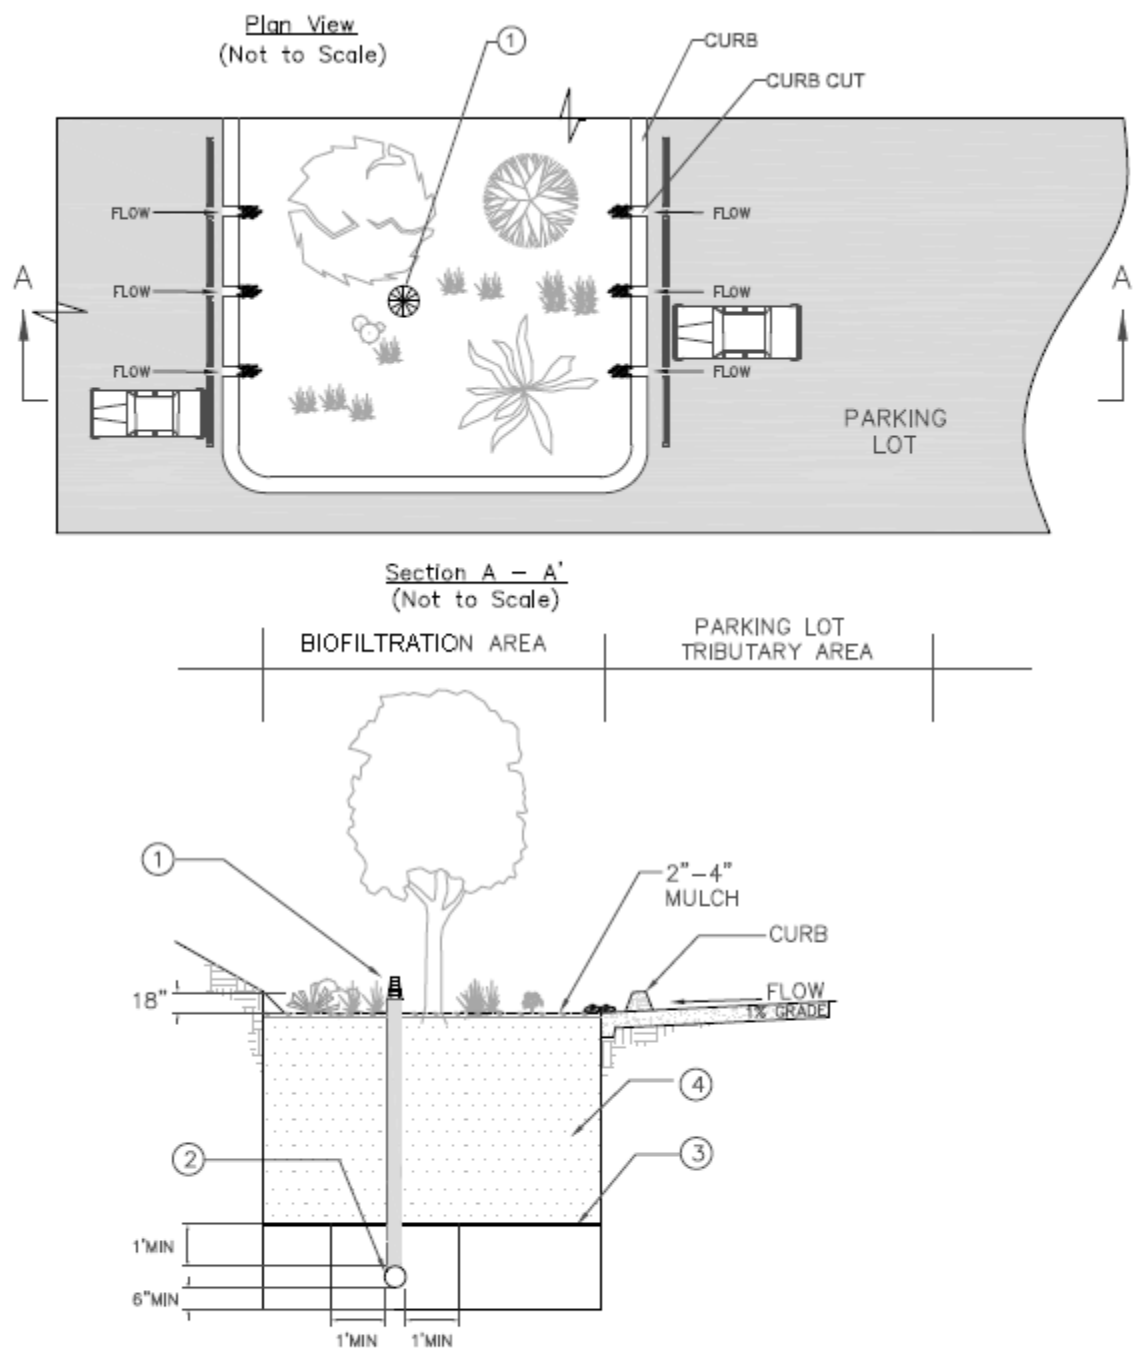 Plan View
(Not to Scale)
1
CURB
CURB CUT
FLOW
FLOW
FLOW
FLOW
FLOW
FLOW
A
A
PARKING
LOT
Section A - A'
(Not to Scale)
BIOFILTRATION AREA
PARKING LOT
TRIBUTARY AREA
1
2"-4"
MULCH
CURB
18"
FLOW
1% GRADE
4
2
3
1'MIN
6"MIN
1'MIN
1'MIN